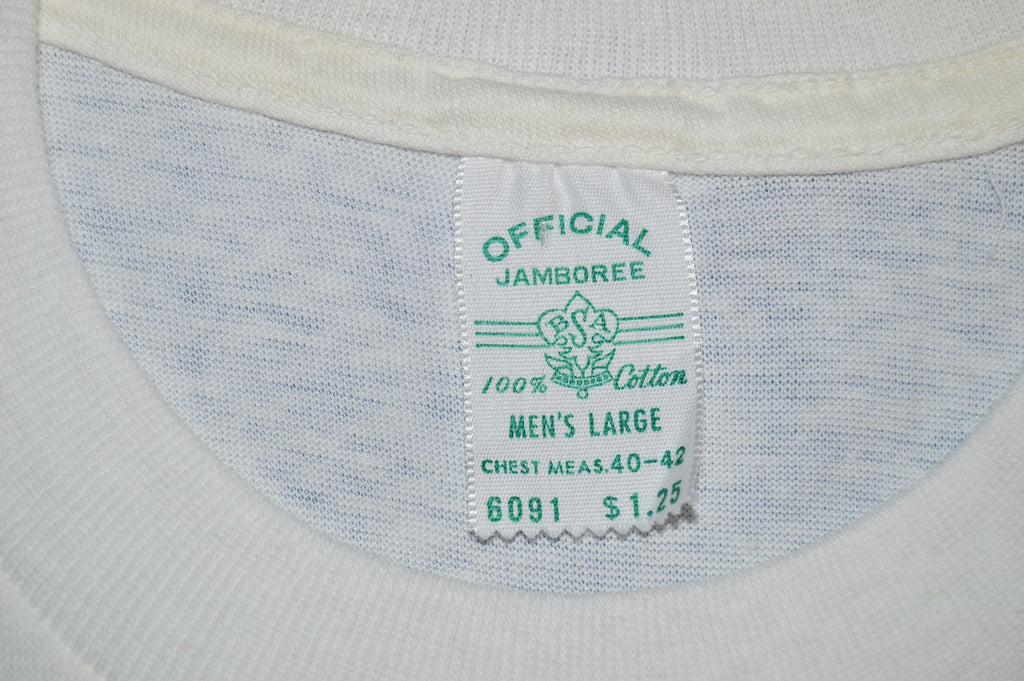 OFFICIAL
JAMBOREE
BSA
100% Cotton
MEN'S LARGE
CHEST MEAS. 40-42
6091 $1.25